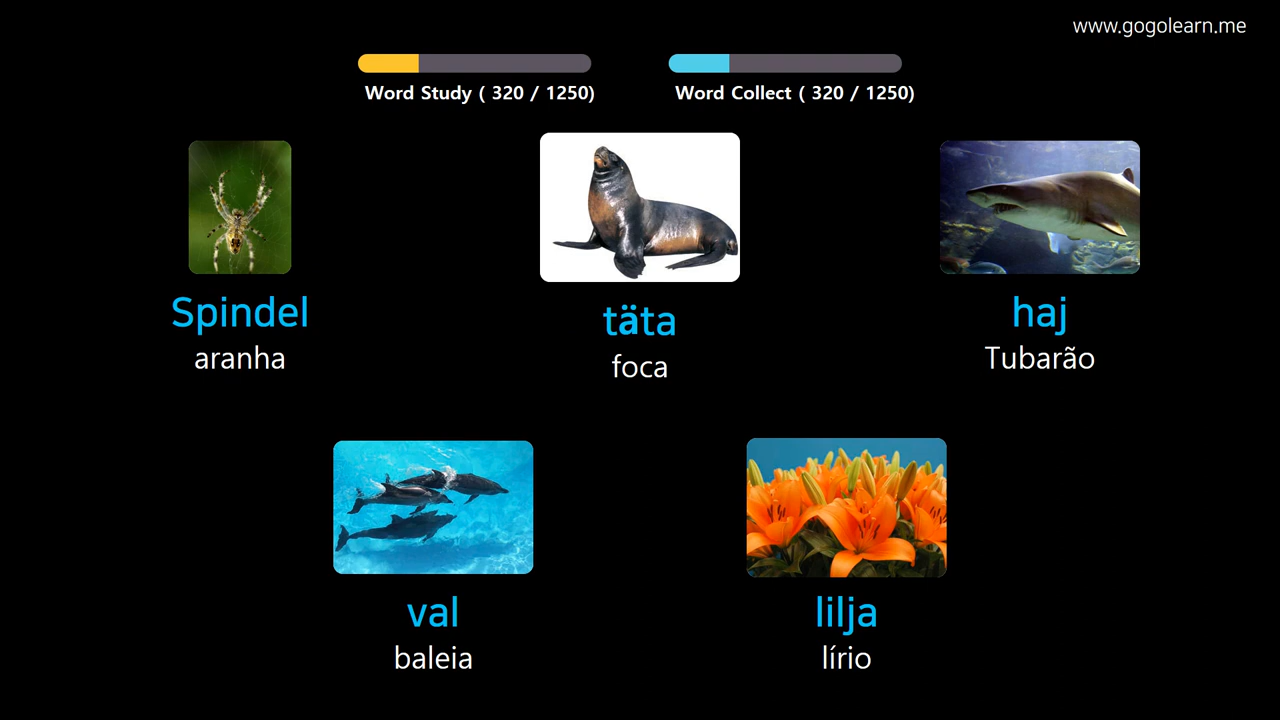 www.gogolearn.me
Word Study ( 320 / 1250)
Word Collect ( 320 / 1250)
Spindel
aranha
täta
foca
haj
Tubarão
val
baleia
lilja
lírio